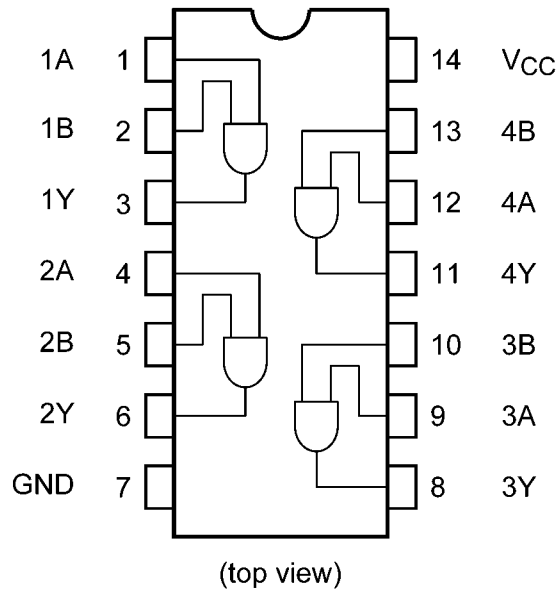 1A 1 14 VCC
1B 2 13 4B
1Y 3 12 4A
2A 4 11 4Y
2B 5 10 3B
2Y 6 9 3A
GND 7 8 3Y
(top view)